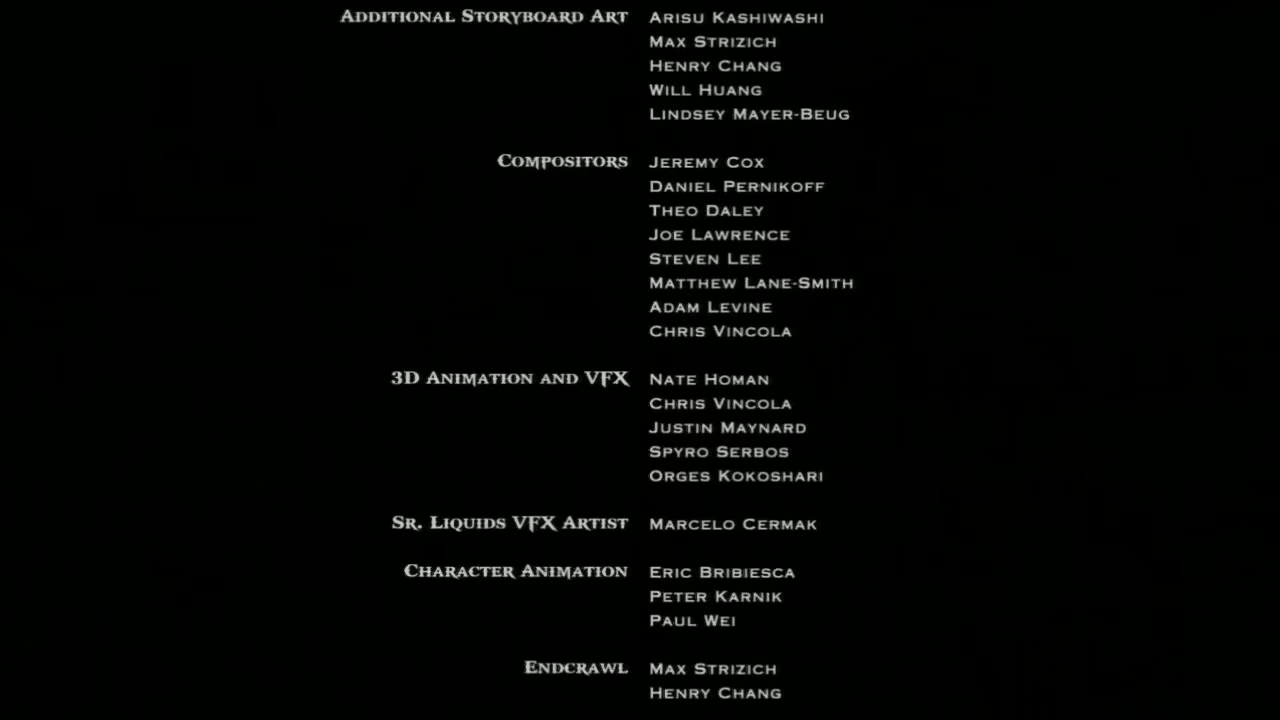 Additional Storyboard Art Arisu Kashiwashi
Max Strizich
Henry Chang
Will Huang
Lindsey Mayer-Beug
Compositors Jeremy Cox
Daniel Pernikoff
Theo Daley
Joe Lawrence
Steven Lee
Matthew Lane-Smith
Adam Levine
Chris Vincola
3D Animation and VFX Nate Homan
Chris Vincola
Justin Maynard
Spyro Serbos
Orges Kokoshari
Sr. Liquids VFX Artist Marcelo Cermak
Character Animation Eric Bribiesca
Peter Karnik
Paul Wei
Endcrawl Max Strizich
Henry Chang